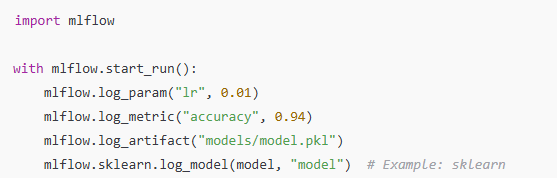 import mlflow
with mlflow.start_run():
    mlflow.log_param("lr", 0.01)
    mlflow.log_metric("accuracy", 0.94)
    mlflow.log_artifact("models/model.pkl")
    mlflow.sklearn.log_model(model, "model")  # Example: sklearn